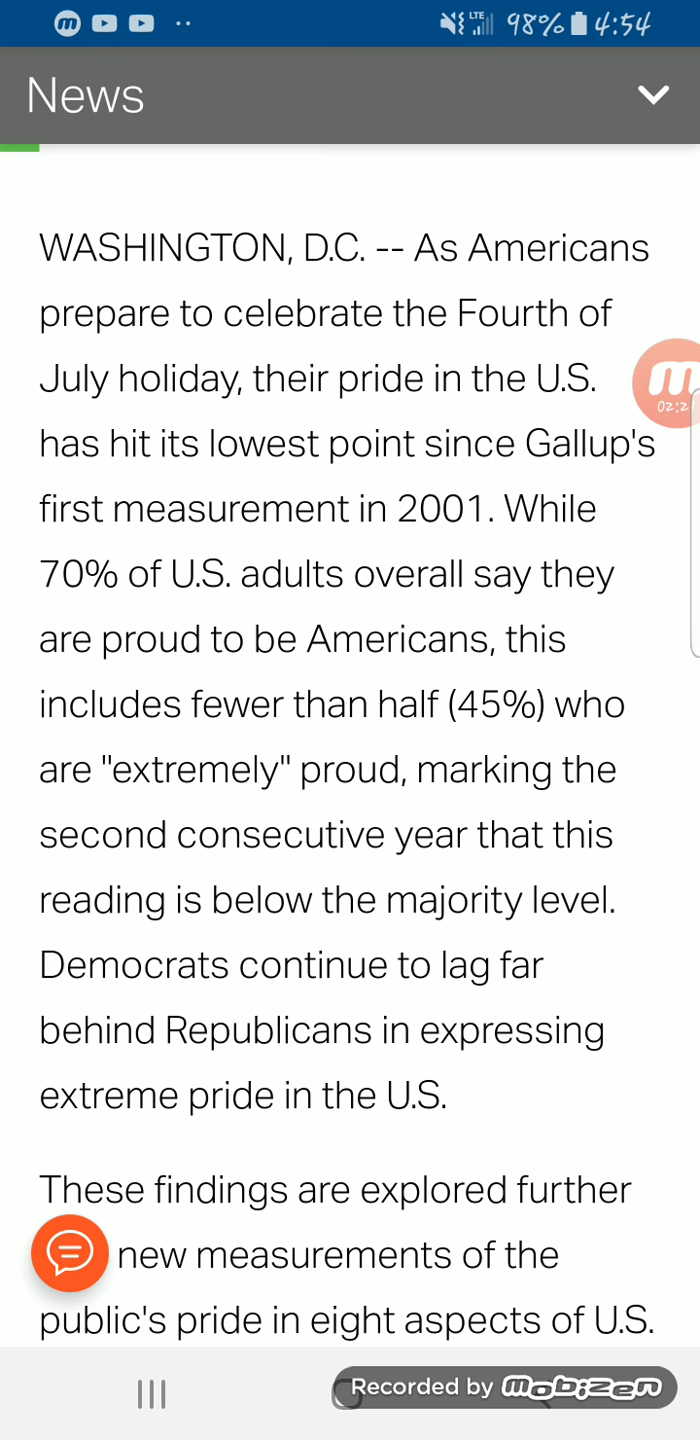 LTE 98% 4:54
News
WASHINGTON, D.C. -- As Americans
prepare to celebrate the Fourth of
July holiday, their pride in the U.S.
has hit its lowest point since Gallup's
first measurement in 2001. While
70% of U.S. adults overall say they
are proud to be Americans, this
includes fewer than half (45%) who
are "extremely" proud, marking the
second consecutive year that this
reading is below the majority level.
Democrats continue to lag far
behind Republicans in expressing
extreme pride in the U.S.
These findings are explored further
new measurements of the
public's pride in eight aspects of U.S.
Recorded by mobizen